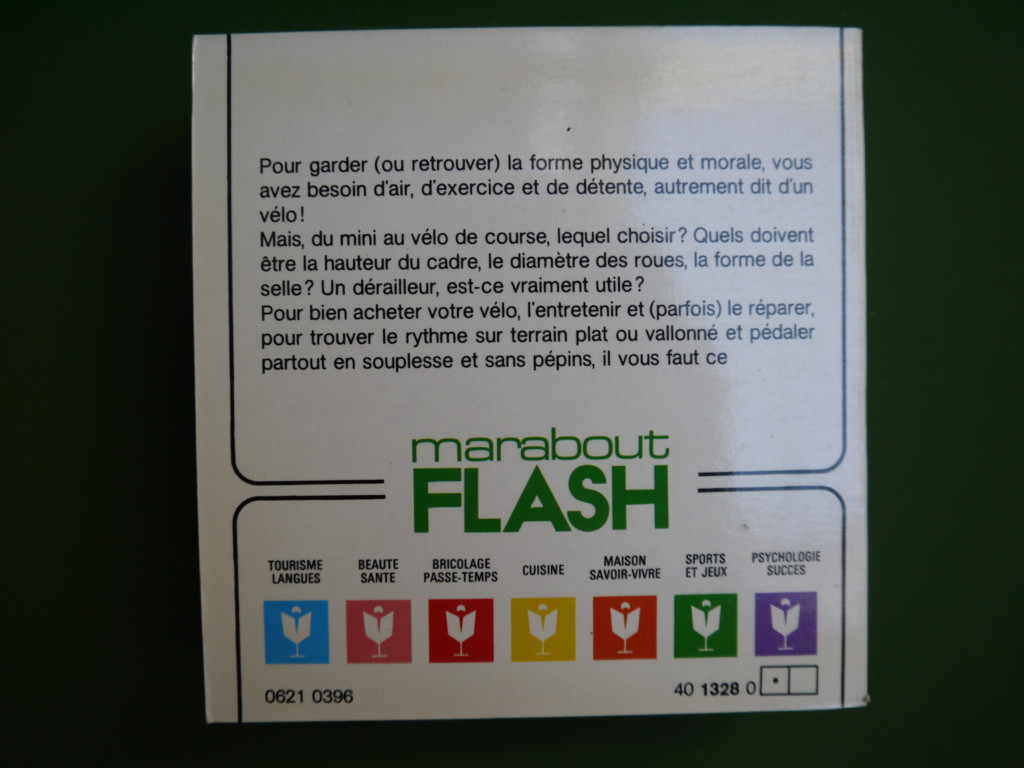 Pour garder (ou retrouver) la forme physique et morale, vous
avez besoin d'air, d'exercice et de détente, autrement dit d'un
vélo!
Mais, du mini au vélo de course, lequel choisir? Quels doivent
être la hauteur du cadre, le diamètre des roues, la forme de la
selle? Un dérailleur, est-ce vraiment utile?
Pour bien acheter votre vélo, l'entretenir et (parfois) le réparer,
pour trouver le rythme sur terrain plat ou vallonné et pédaler
partout en souplesse et sans pépins, il vous faut ce
marabout
FLASH
TOURISME
LANGUES
BEAUTE
SANTE
BRICOLAGE
PASSE-TEMPS
CUISINE
MAISON
SAVOIR-VIVRE
SPORTS
ET JEUX
PSYCHOLOGIE
SUCCES
0621 0396
40 1328 0